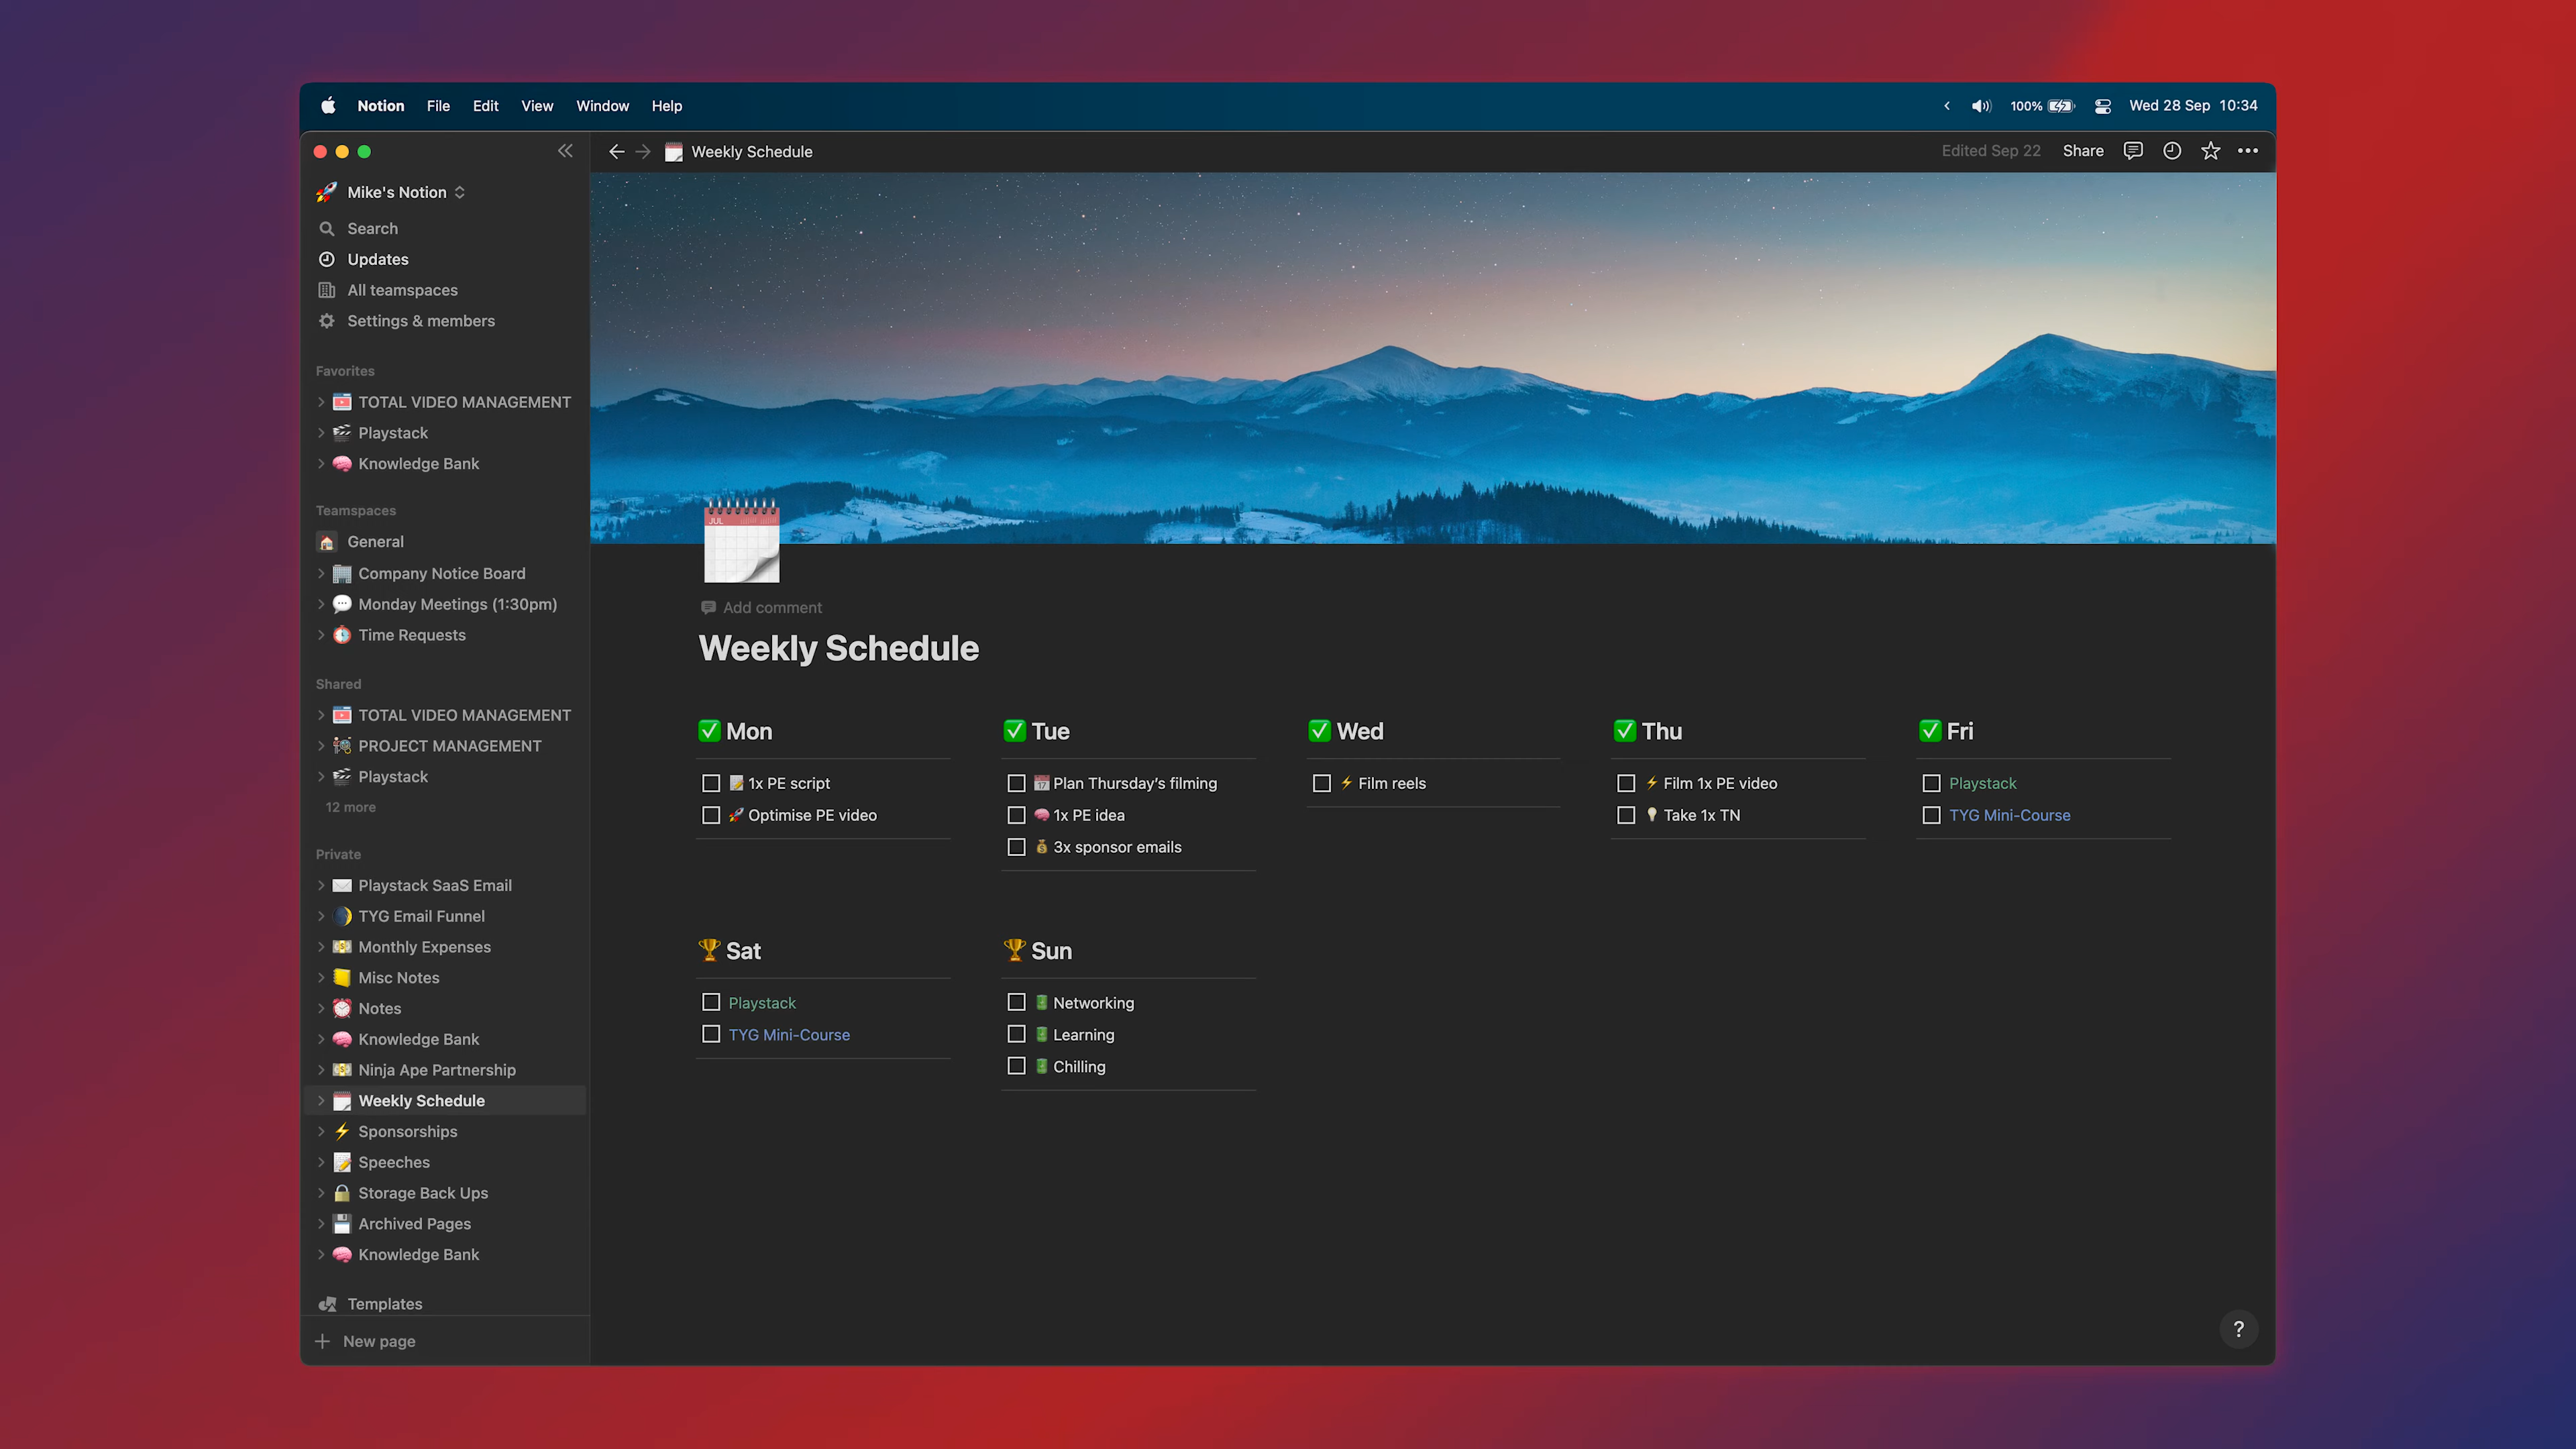 Notion File Edit View Window Help
100% Wed 28 Sep 10:34
Weekly Schedule
Edited Sep 22 Share
Mike's Notion
Search
Updates
All teamspaces
Settings & members
Favorites
TOTAL VIDEO MANAGEMENT
Playstack
Knowledge Bank
Teamspaces
General
Company Notice Board
Monday Meetings (1:30pm)
Time Requests
Shared
TOTAL VIDEO MANAGEMENT
PROJECT MANAGEMENT
Playstack
12 more
Private
Playstack SaaS Email
TYG Email Funnel
Monthly Expenses
Misc Notes
Notes
Knowledge Bank
Ninja Ape Partnership
Weekly Schedule
Sponsorships
Speeches
Storage Back Ups
Archived Pages
Knowledge Bank
Templates
New page
JUL
Add comment
Weekly Schedule
Mon
1x PE script
Optimise PE video
Tue
Plan Thursday’s filming
1x PE idea
3x sponsor emails
Wed
Film reels
Thu
Film 1x PE video
Take 1x TN
Fri
Playstack
TYG Mini-Course
Sat
Playstack
TYG Mini-Course
Sun
Networking
Learning
Chilling
?